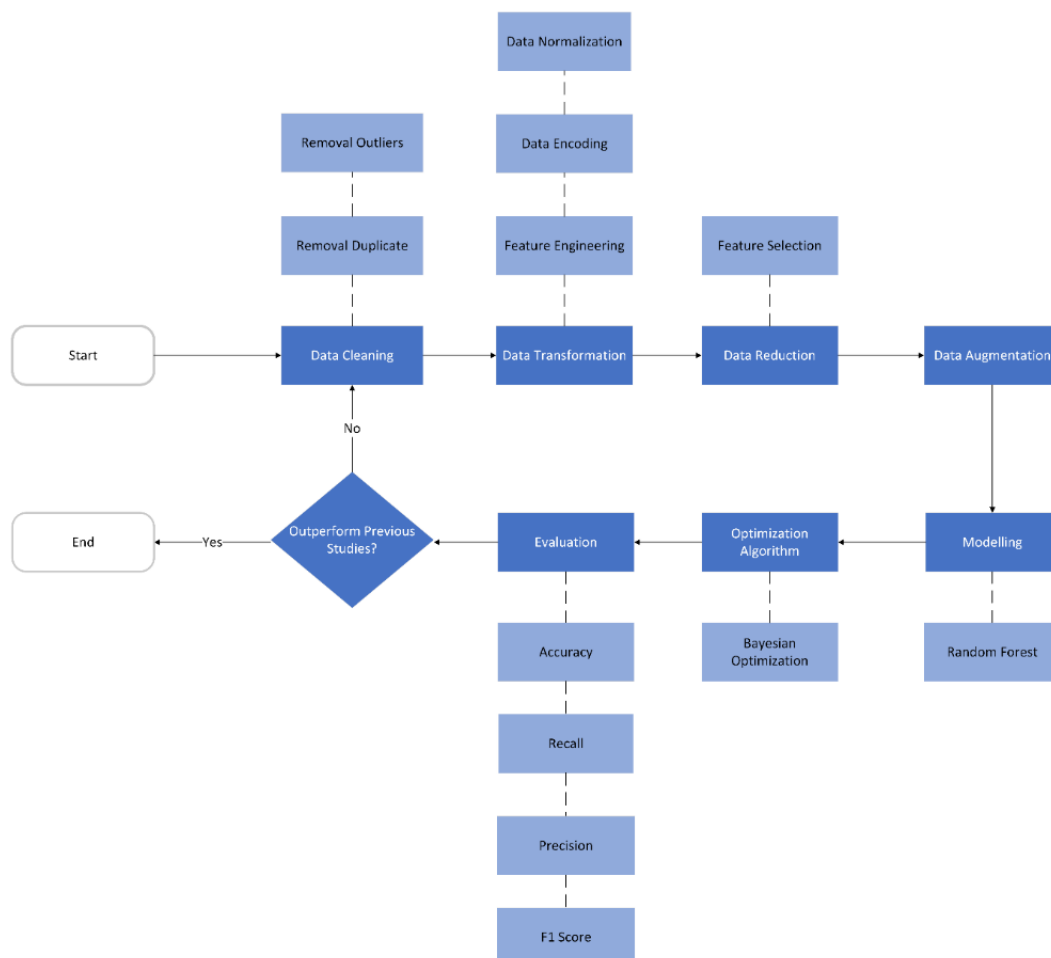 Data Normalization
Removal Outliers
Data Encoding
Removal Duplicate
Feature Engineering
Feature Selection
Start
Data Cleaning
Data Transformation
Data Reduction
Data Augmentation
No
End
Yes
Outperform Previous
Studies?
Evaluation
Optimization
Algorithm
Modelling
Accuracy
Bayesian
Optimization
Random Forest
Recall
Precision
F1 Score